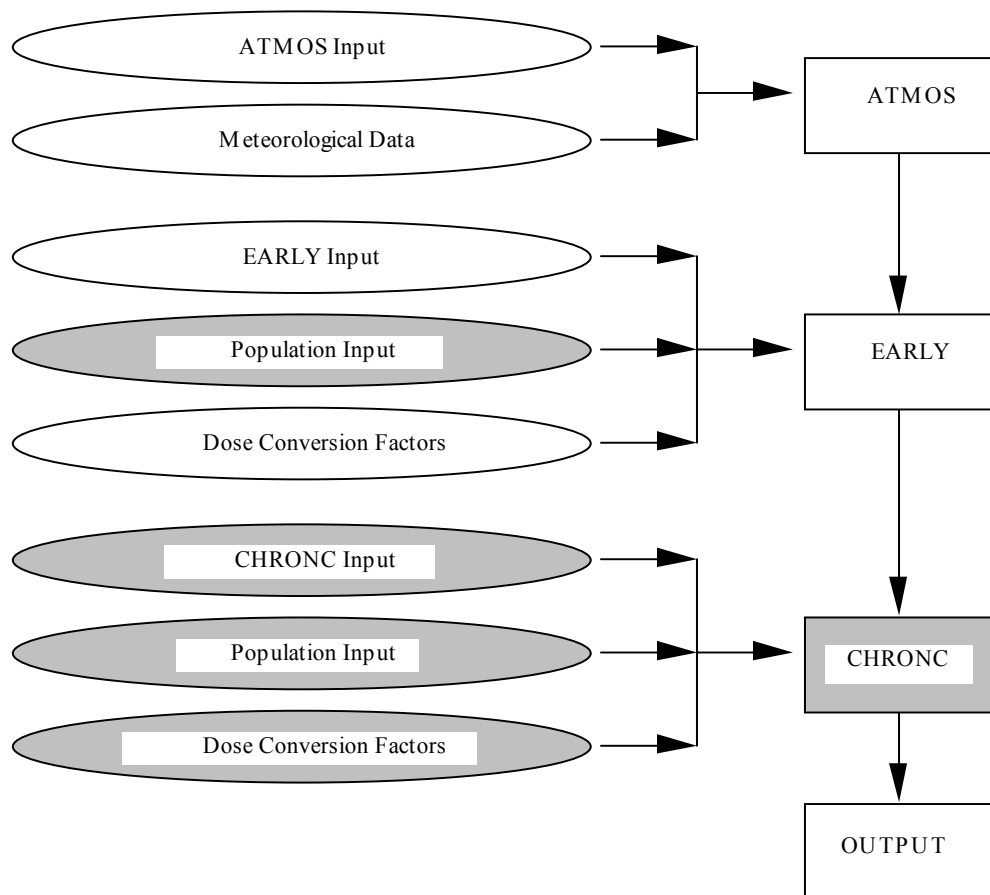 ATMOS Input
Meteorological Data
ATMOS
EARLY Input
Population Input
Dose Conversion Factors
EARLY
CHRONC Input
Population Input
Dose Conversion Factors
CHRONC
OUTPUT